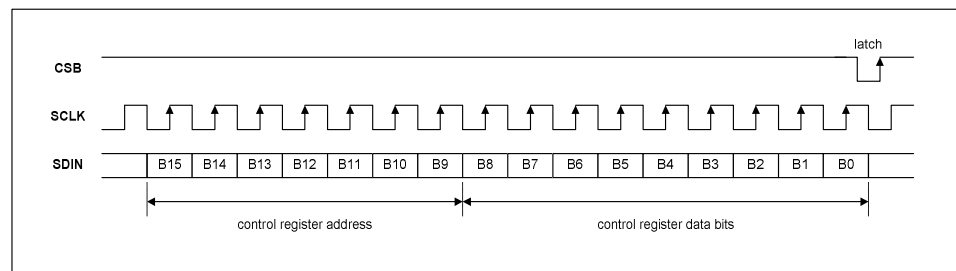 latch
CSB
SCLK
SDIN B15 B14 B13 B12 B11 B10 B9 B8 B7 B6 B5 B4 B3 B2 B1 B0
control register address control register data bits